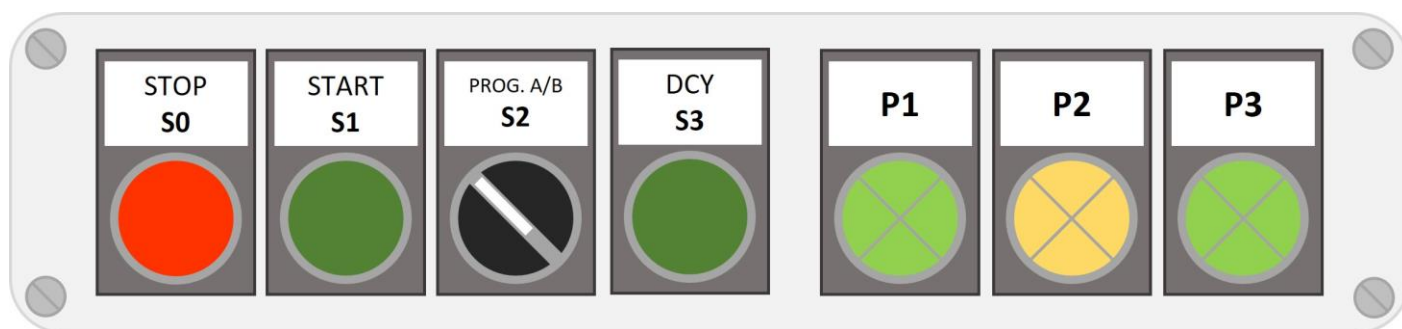 STOP
S0
START
S1
PROG. A/B
S2
DCY
S3
P1
P2
P3